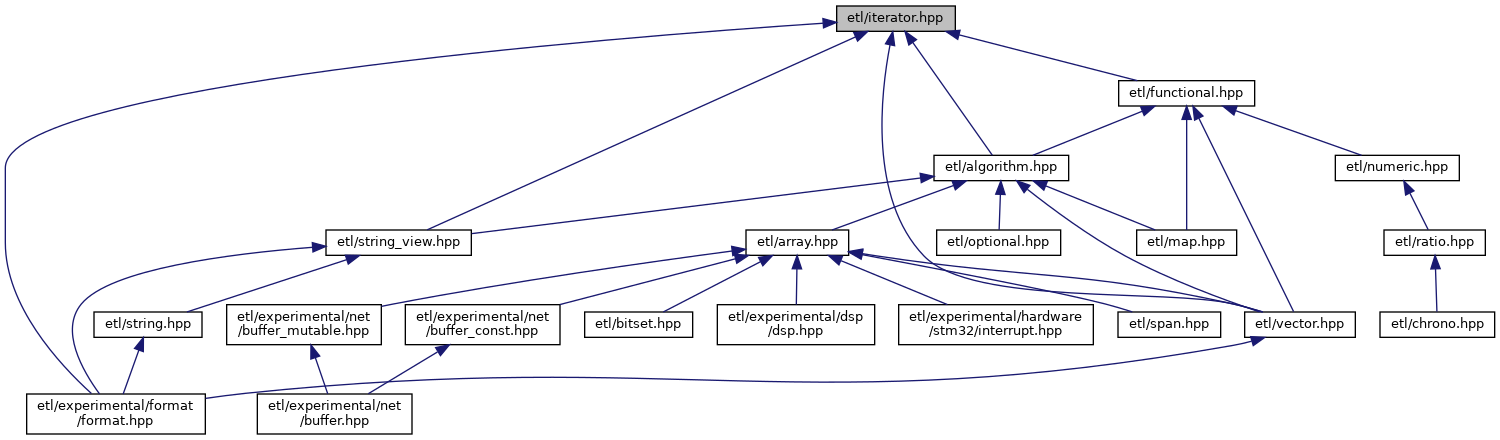 etl/iterator.hpp
etl/functional.hpp
etl/algorithm.hpp
etl/numeric.hpp
etl/string_view.hpp
etl/array.hpp
etl/optional.hpp
etl/map.hpp
etl/ratio.hpp
etl/string.hpp
etl/experimental/net
/buffer_mutable.hpp
etl/experimental/net
/buffer_const.hpp
etl/bitset.hpp
etl/experimental/dsp
/dsp.hpp
etl/experimental/hardware
/stm32/interrupt.hpp
etl/span.hpp
etl/vector.hpp
etl/chrono.hpp
etl/experimental/format
/format.hpp
etl/experimental/net
/buffer.hpp